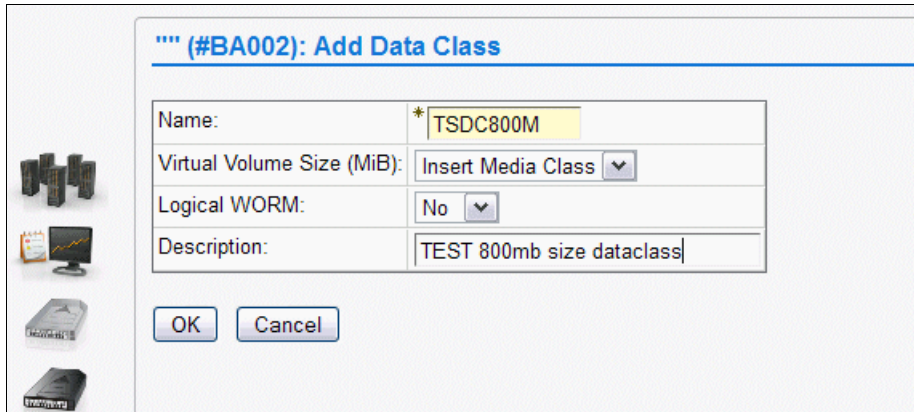 "" (#BA002): Add Data Class
Name: * TSDC800M
Virtual Volume Size (MiB): Insert Media Class
Logical WORM: No
Description: TEST 800mb size dataclass
OK Cancel